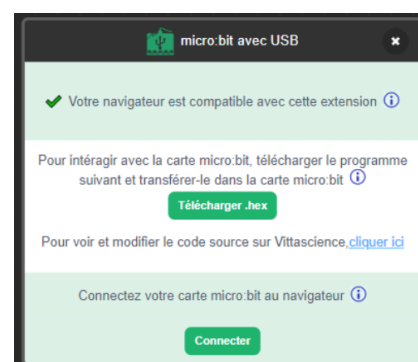 micro:bit avec USB
Votre navigateur est compatible avec cette extension
Pour intéragir avec la carte micro:bit, télécharger le programme
suivant et transférer-le dans la carte micro:bit
Télécharger .hex
Pour voir et modifier le code source sur Vittascience,cliquer ici
Connectez votre carte micro:bit au navigateur
Connecter